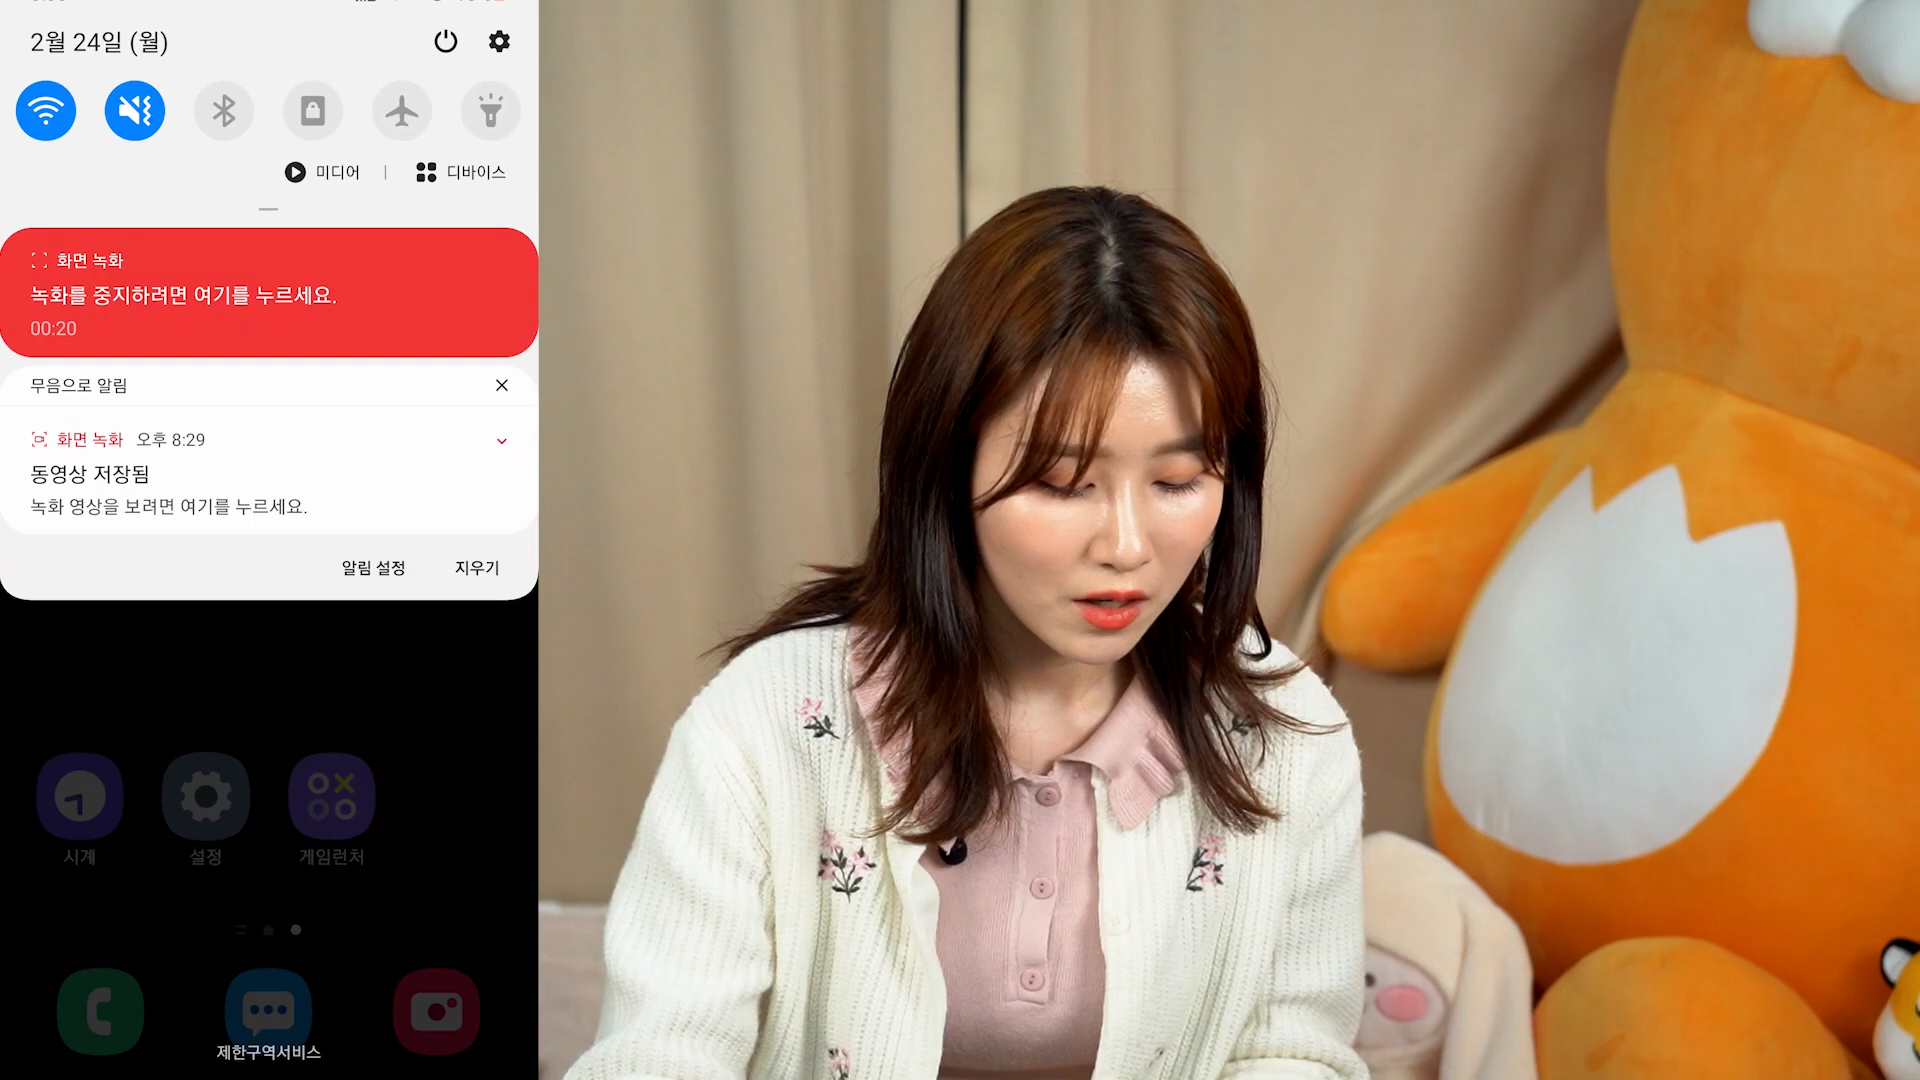 2월 24일 (월)
미디어 | 디바이스
화면 녹화
녹화를 중지하려면 여기를 누르세요.
00:20
무음으로 알림
화면 녹화 오후 8:29
동영상 저장됨
녹화 영상을 보려면 여기를 누르세요.
알림 설정 지우기
시계 설정 게임런처
제한구역서비스